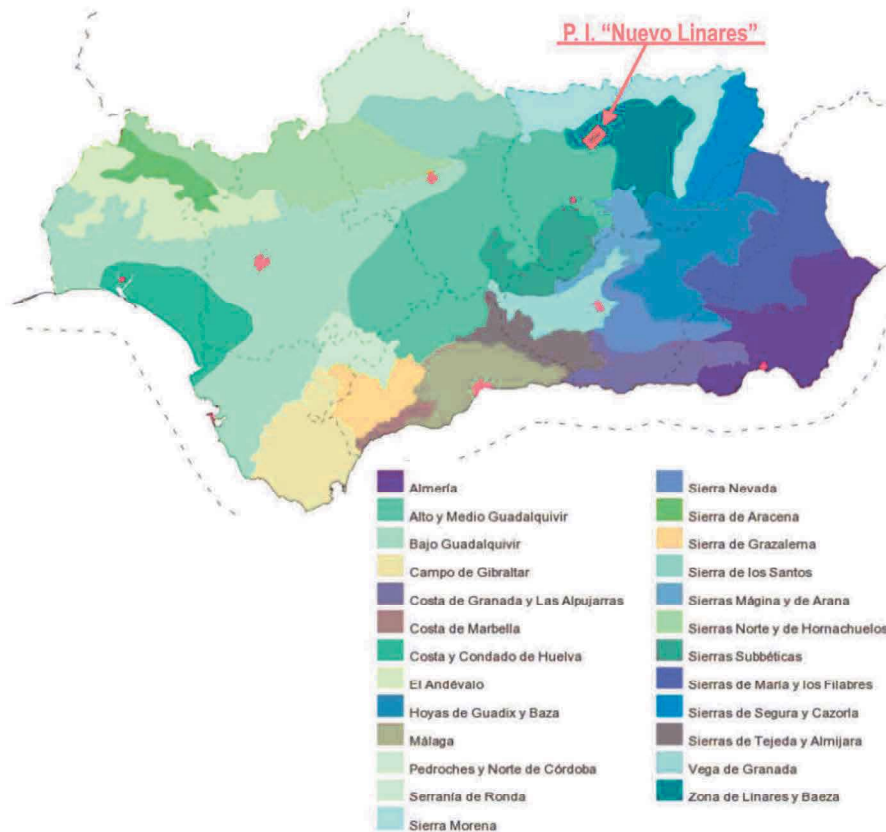 P. I. “Nuevo Linares”
Almería
Alto y Medio Guadalquivir
Bajo Guadalquivir
Campo de Gibraltar
Costa de Granada y Las Alpujarras
Costa de Marbella
Costa y Condado de Huelva
El Andévalo
Hoyas de Guadix y Baza
Málaga
Pedroches y Norte de Córdoba
Serranía de Ronda
Sierra Morena
Sierra Nevada
Sierra de Aracena
Sierra de Grazalema
Sierra de los Santos
Sierras Mágina y de Arana
Sierras Norte y de Hornachuelos
Sierras Subbéticas
Sierras de María y los Filabres
Sierras de Segura y Cazorla
Sierras de Tejeda y Almijara
Vega de Granada
Zona de Linares y Baeza